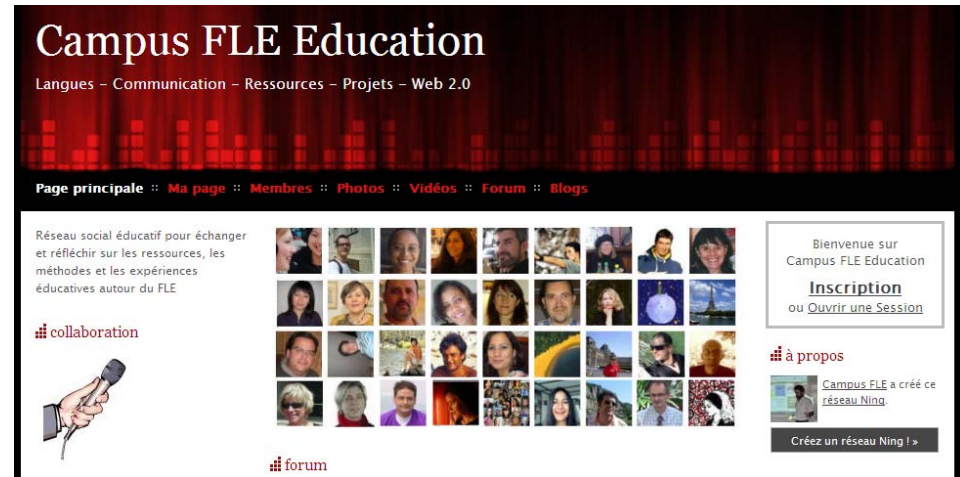 Campus FLE Education
Langues – Communication – Ressources – Projets – Web 2.0
Page principale :: Ma page :: Membres :: Photos :: Vidéos :: Forum :: Blogs
Réseau social éducatif pour échanger
et réfléchir sur les ressources, les
méthodes et les expériences
éducatives autour du FLE
collaboration
forum
Bienvenue sur
Campus FLE Education
Inscription
ou Ouvrir une Session
à propos
Campus FLE a créé ce
réseau Ning.
Créez un réseau Ning ! »